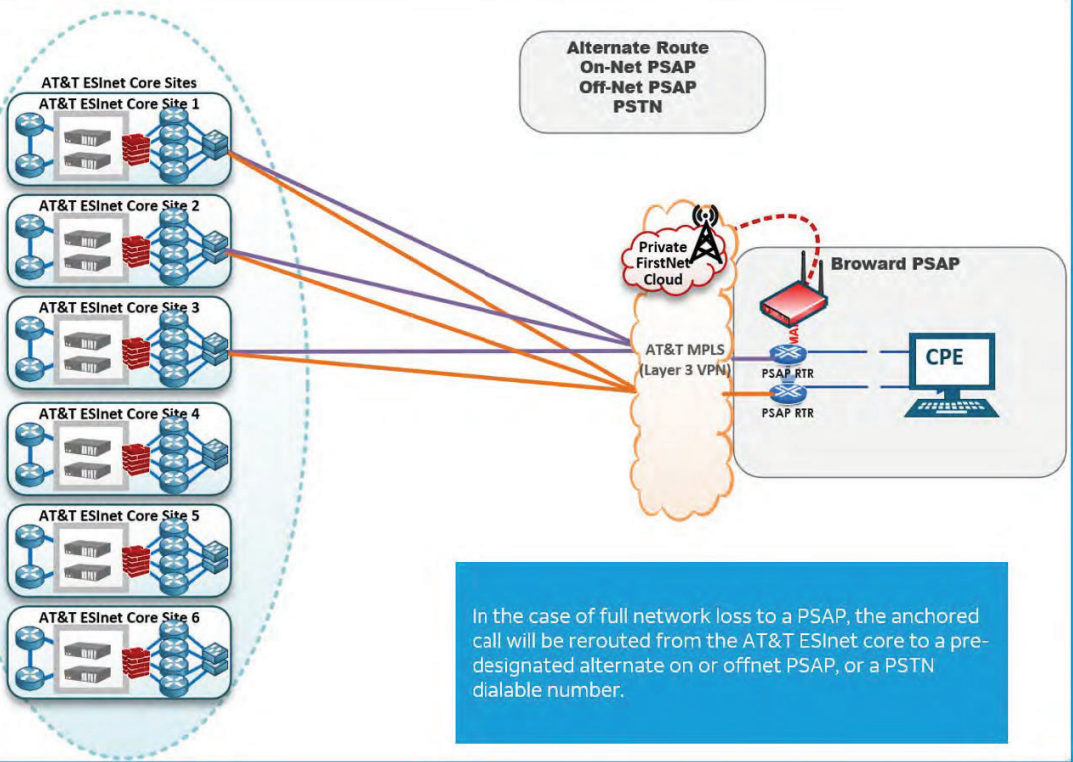 Alternate Route
On-Net PSAP
Off-Net PSAP
PSTN
AT&T ESInet Core Sites
AT&T ESInet Core Site 1
AT&T ESInet Core Site 2
AT&T ESInet Core Site 3
AT&T ESInet Core Site 4
AT&T ESInet Core Site 5
AT&T ESInet Core Site 6
Private
FirstNet
Cloud
AT&T MPLS
(Layer 3 VPN)
Broward PSAP
PSAP RTR
PSAP RTR
CPE
In the case of full network loss to a PSAP, the anchored
call will be rerouted from the AT&T ESInet core to a pre-
designated alternate on or offnet PSAP, or a PSTN
dialable number.